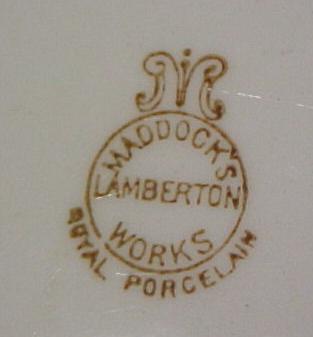 M
MADDOCK'S
LAMBERTON
WORKS
ROYAL PORCELAIN